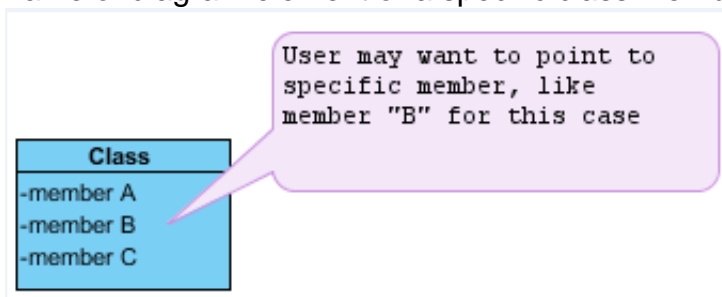 User may want to point to
specific member, like
member "B" for this case
Class
-member A
-member B
-member C